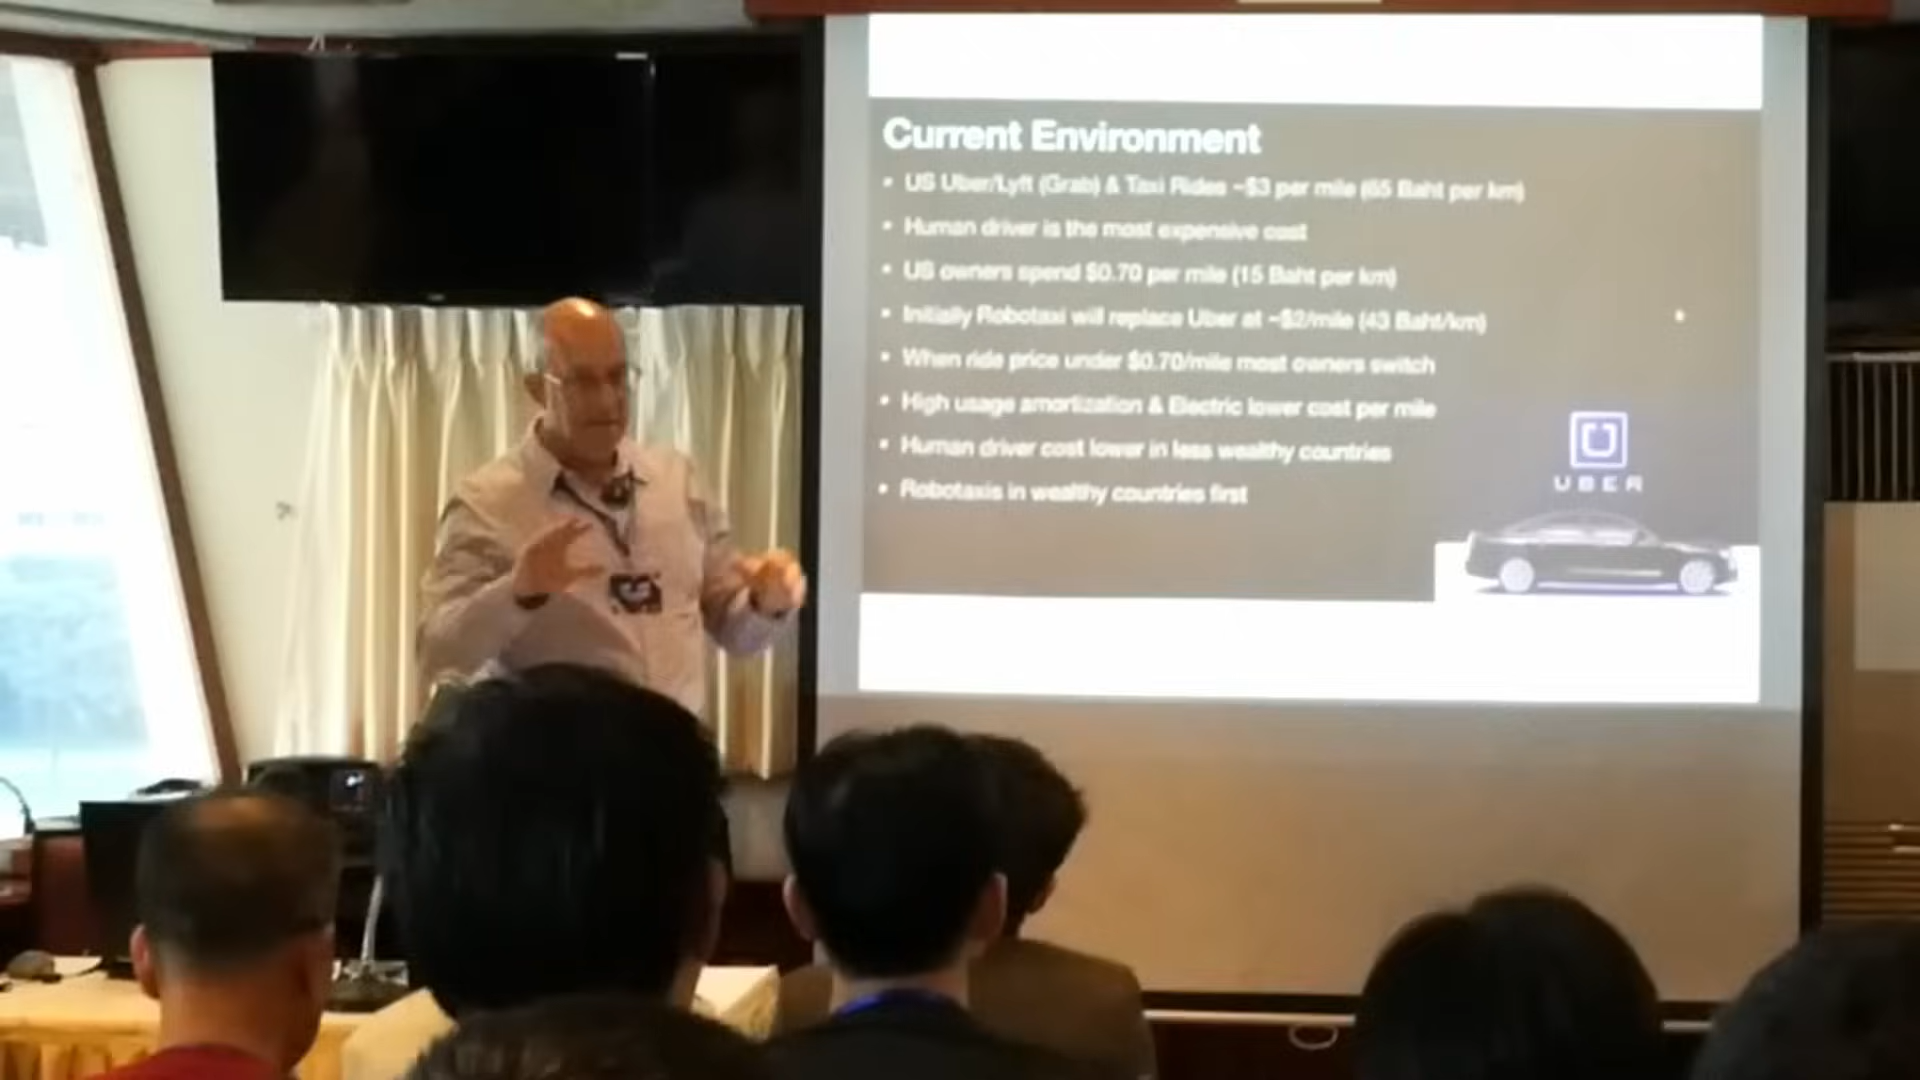 Current Environment
• US Uber/Lyft (Grab) & Taxi Rides ~$3 per mile (65 Baht per km)
• Human driver is the most expensive cost
• US owners spend $0.70 per mile (15 Baht per km)
• Initially Robotaxi will replace Uber at ~$2/mile (43 Baht/km)
• When ride price under $0.70/mile most owners switch
• High usage amortization & Electric lower cost per mile
• Human driver cost lower in less wealthy countries
• Robotaxis in wealthy countries first
UBER